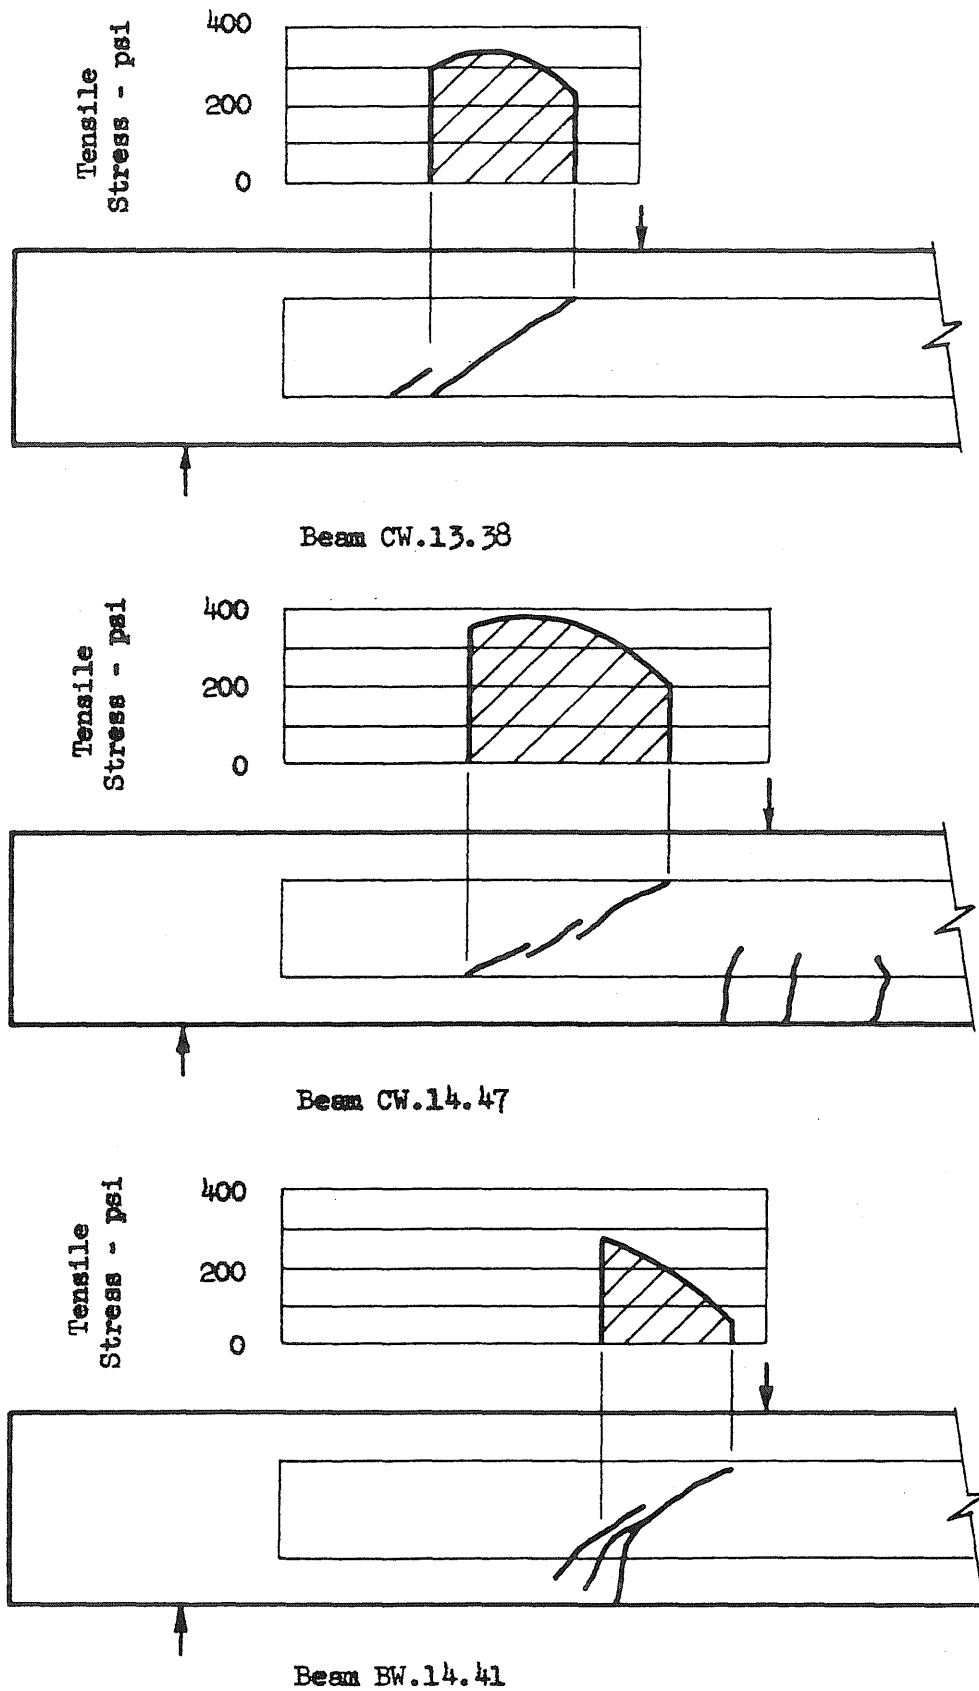 400
Tensile
Stress - psi
200
0
Beam CW.13.38
400
Tensile
Stress - psi
200
0
Beam CW.14.47
400
Tensile
Stress - psi
200
0
Beam BW.14.41